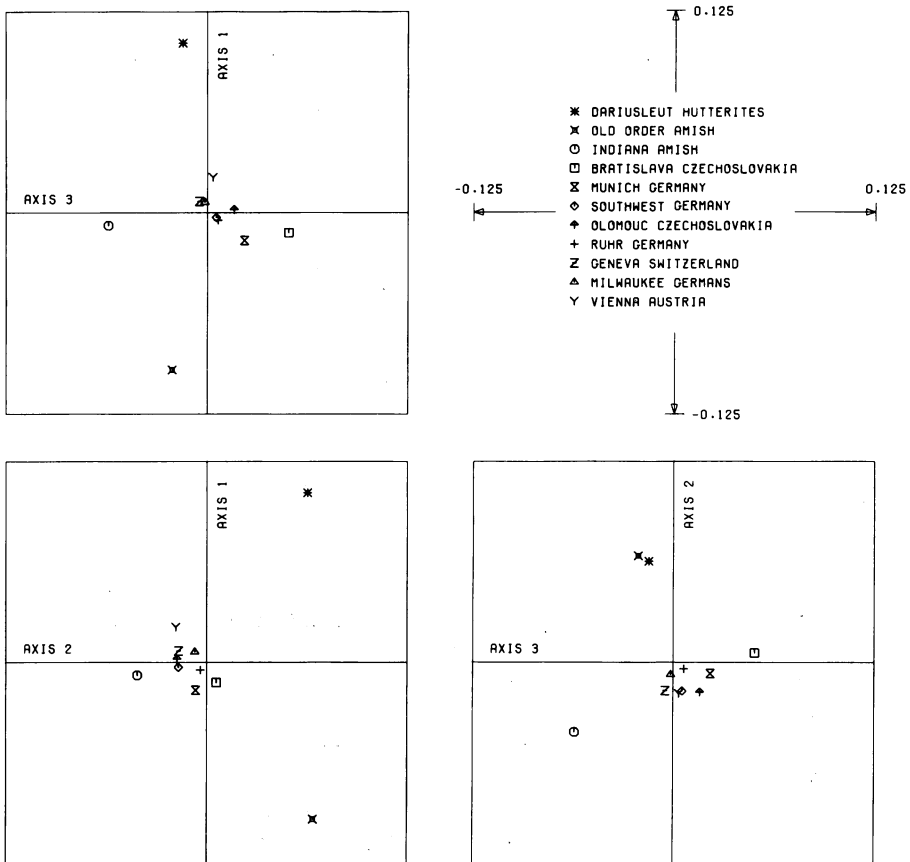 AXIS 1
AXIS 3
0.125
-0.125
0.125
-0.125
DARIUSLEUT HUTTERITES
OLD ORDER AMISH
INDIANA AMISH
BRATISLAVA CZECHOSLOVAKIA
MUNICH GERMANY
SOUTHWEST GERMANY
OLOMOUC CZECHOSLOVAKIA
RUHR GERMANY
GENEVA SWITZERLAND
MILWAUKEE GERMANS
VIENNA AUSTRIA
AXIS 1
AXIS 2
AXIS 2
AXIS 3